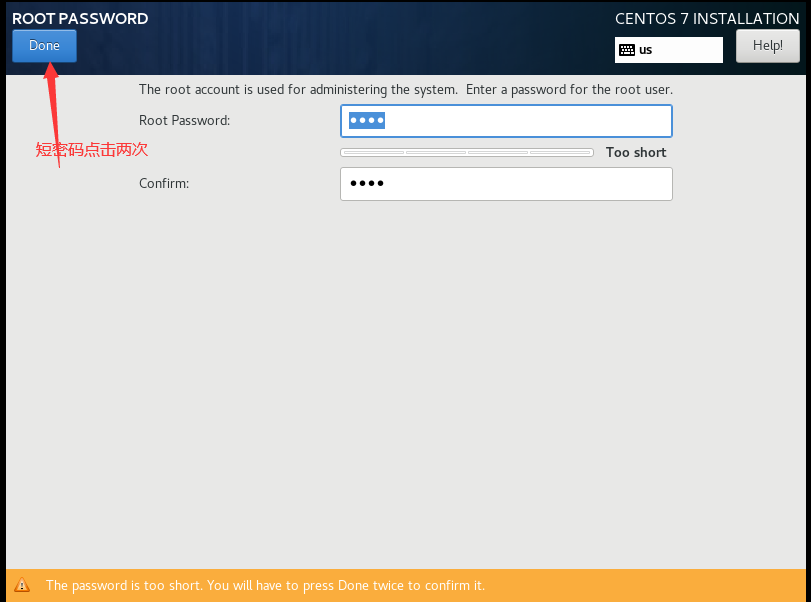 ROOT PASSWORD
CENTOS 7 INSTALLATION
Done
us
Help!
The root account is used for administering the system.  Enter a password for the root user.
Root Password:
••••
Too short
短密码点击两次
Confirm:
••••
The password is too short. You will have to press Done twice to confirm it.